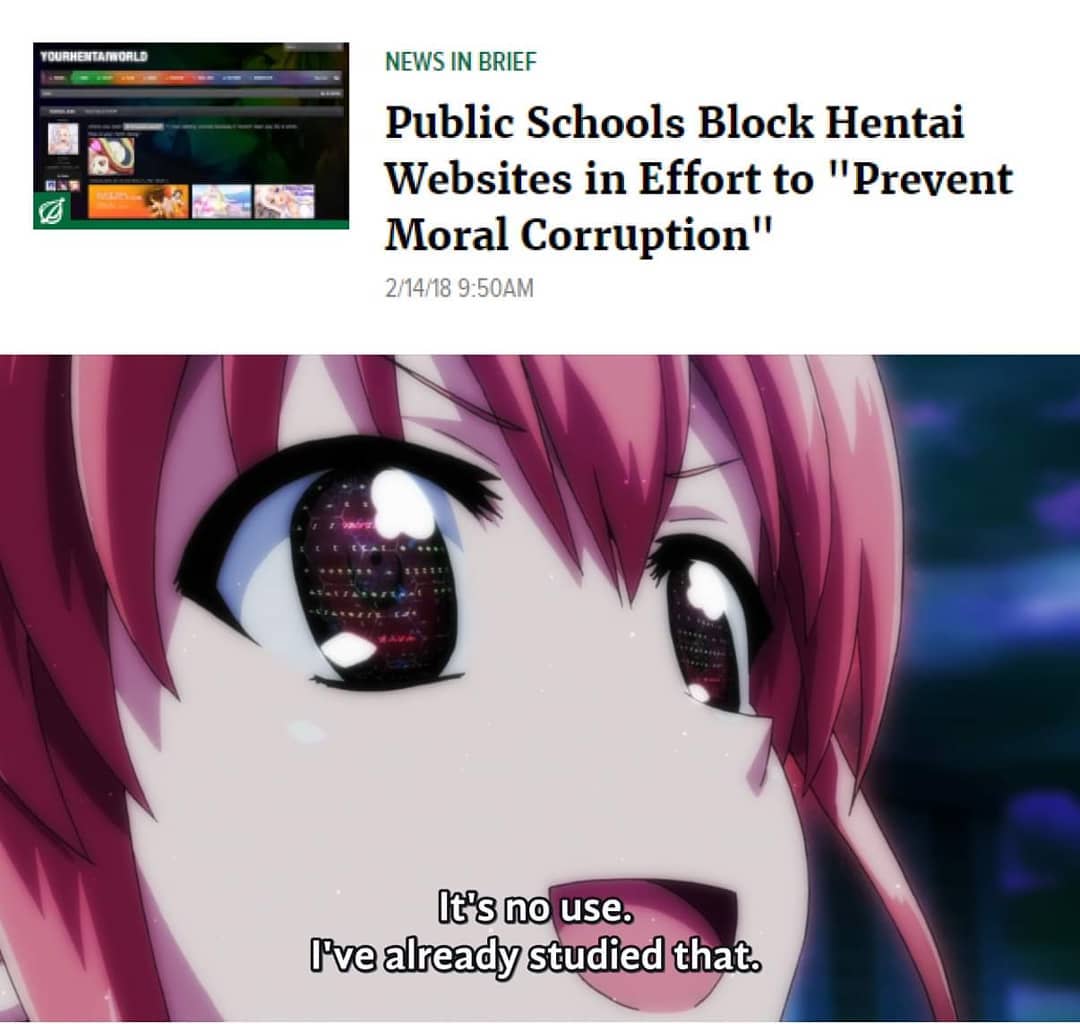 YOURHENTAIWORLD
NEWS IN BRIEF
Public Schools Block Hentai
Websites in Effort to "Prevent
Moral Corruption"
2/14/18 9:50AM
It's no use.
I've already studied that.